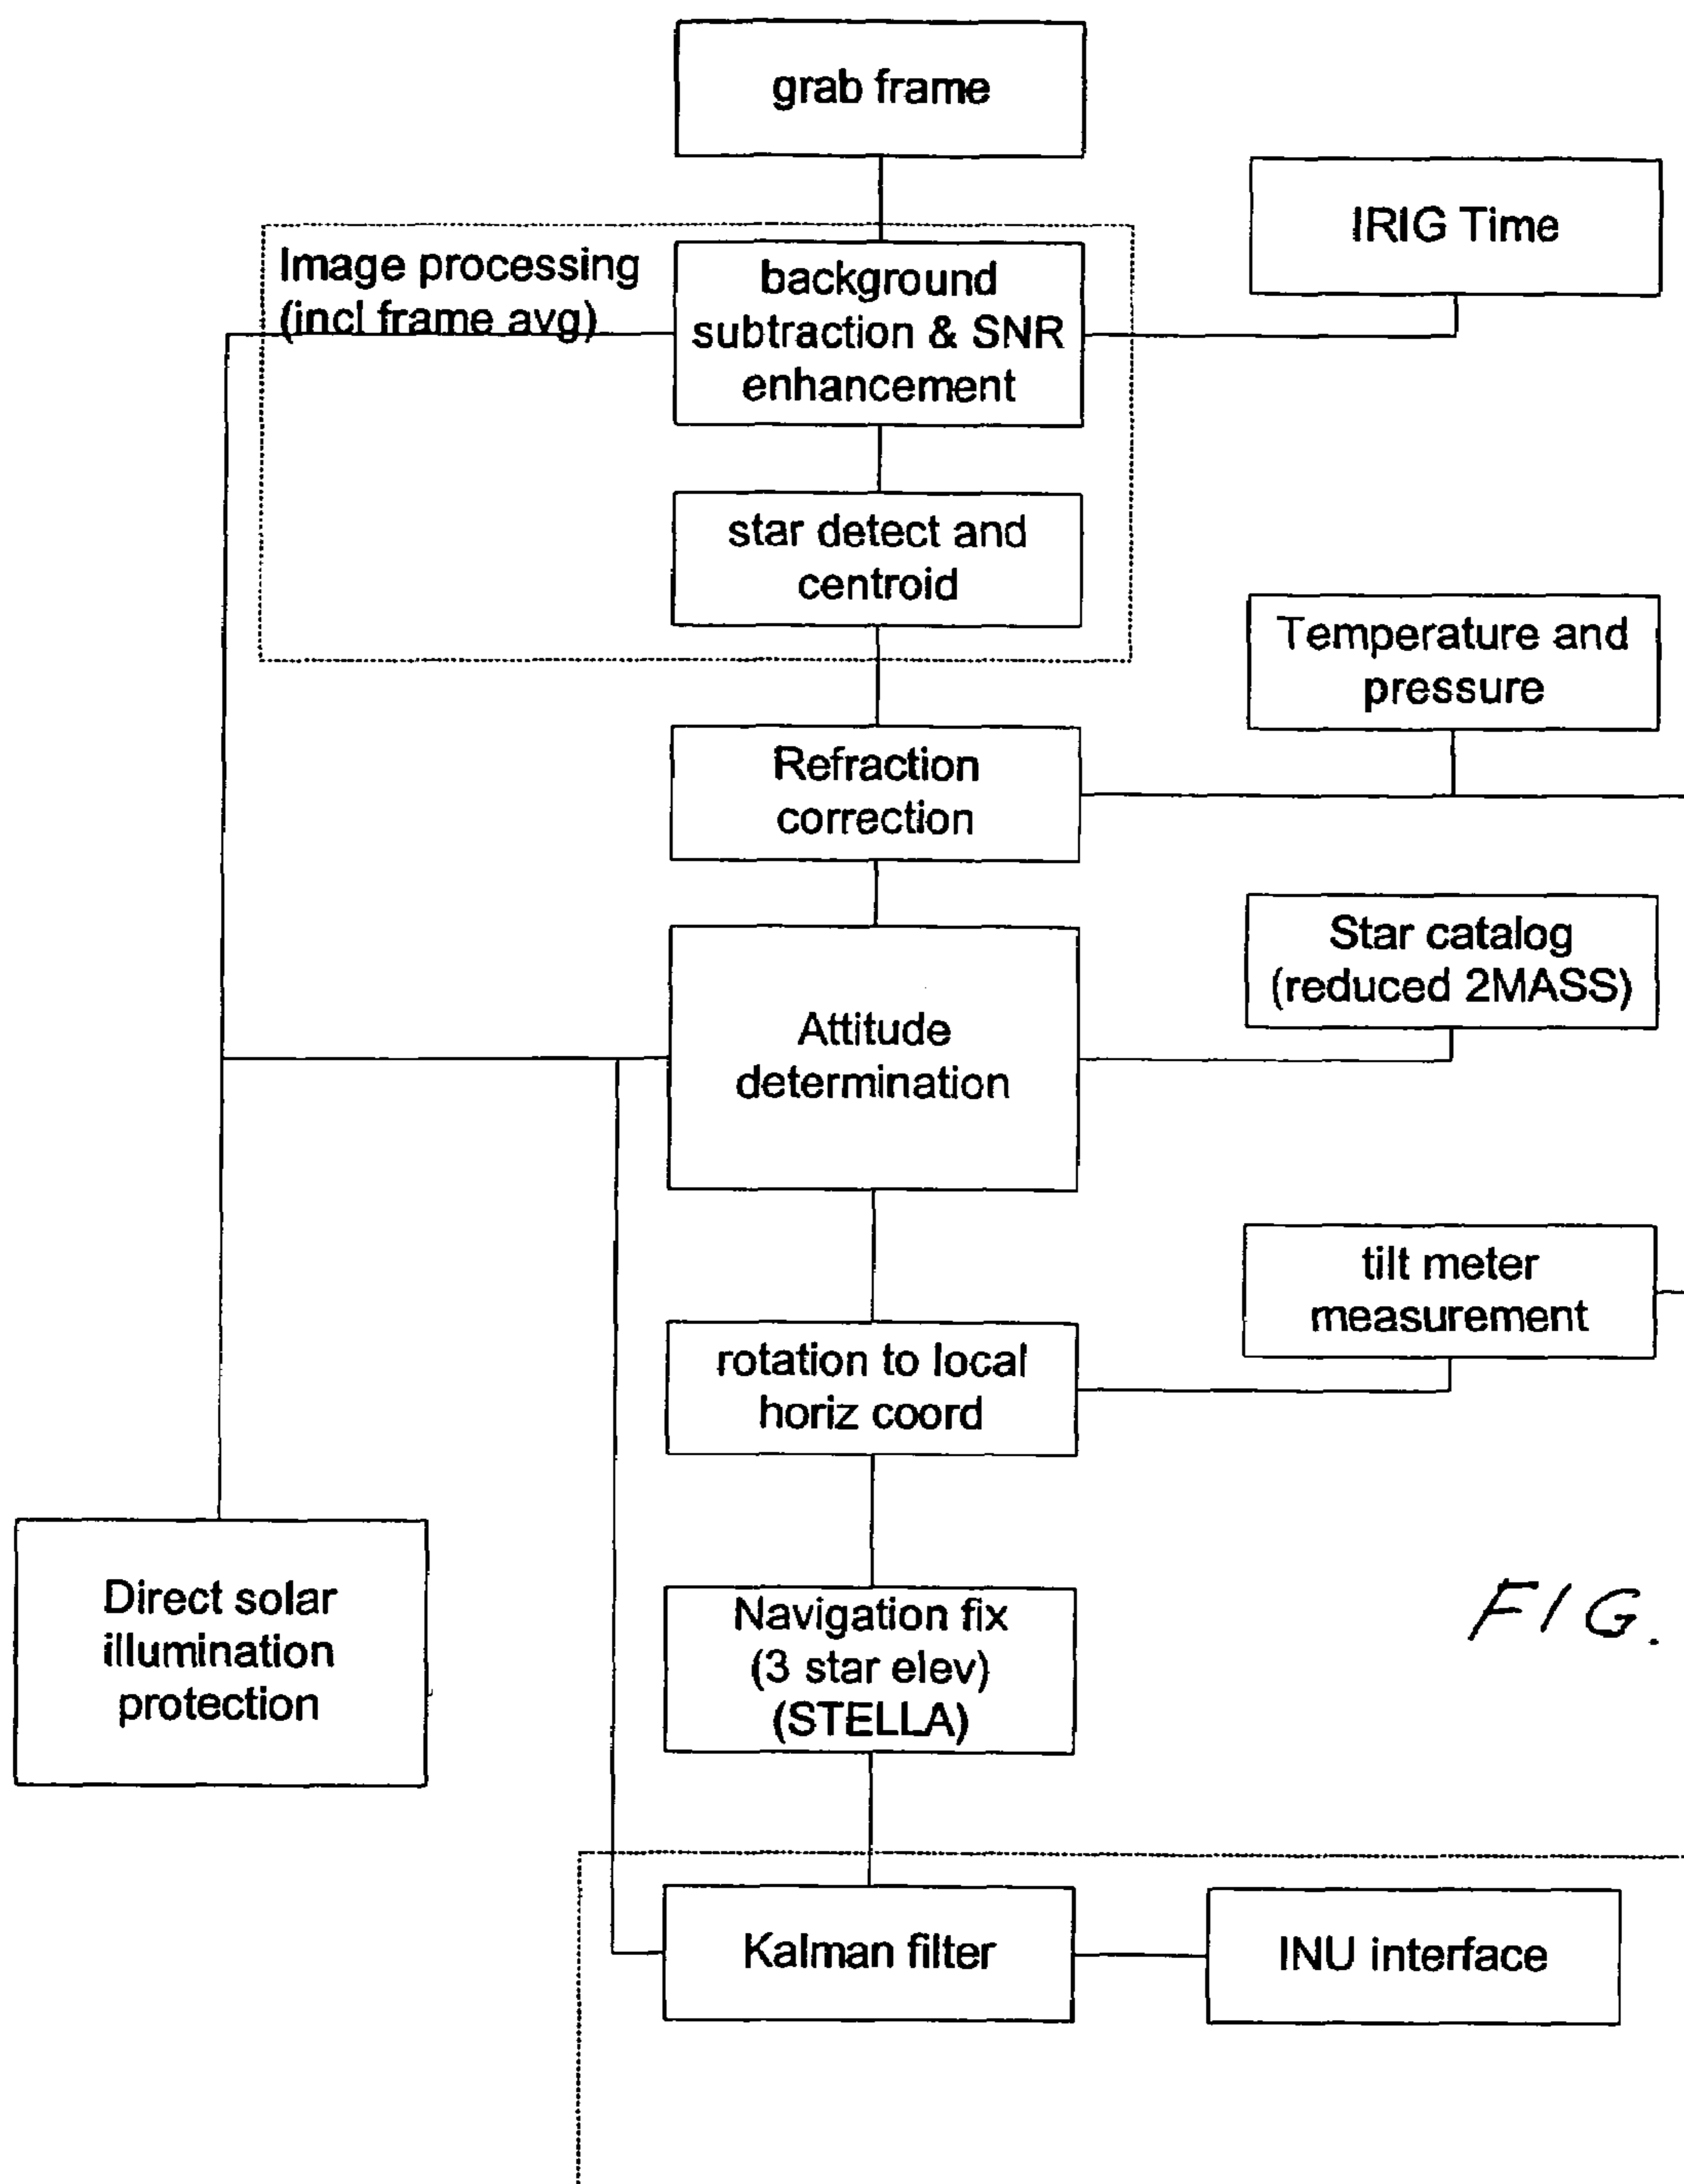 grab frame
IRIG Time
Image processing
(incl frame avg)
background
subtraction & SNR
enhancement
star detect and
centroid
Temperature and
pressure
Refraction
correction
Star catalog
(reduced 2MASS)
Attitude
determination
tilt meter
measurement
rotation to local
horiz coord
Direct solar
illumination
protection
Navigation fix
(3 star elev)
(STELLA)
FIG.
Kalman filter
INU interface